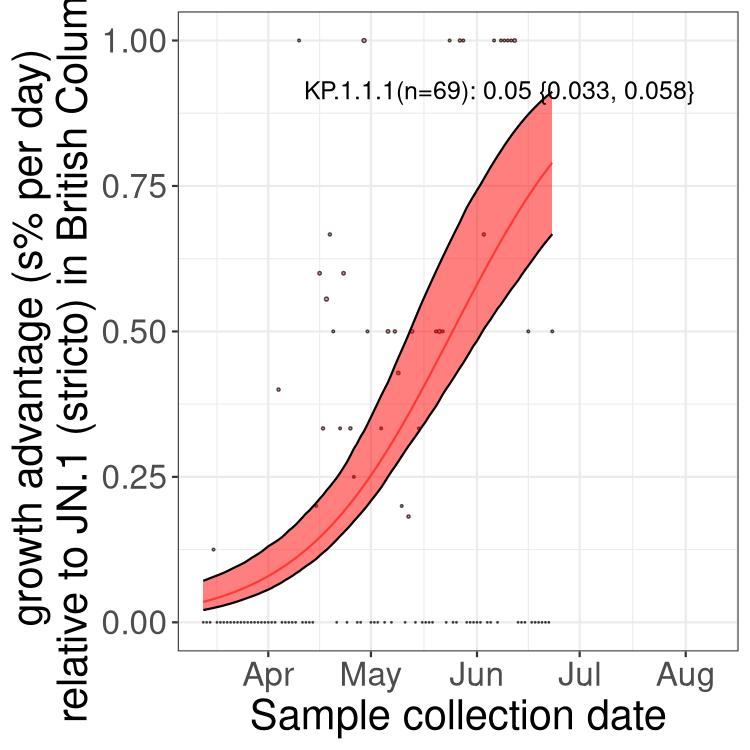 growth advantage (s% per day)
relative to JN.1 (stricto) in British Colum
1.00
0.75
0.50
0.25
0.00
KP.1.1.1(n=69): 0.05 {0.033, 0.058}
Apr May Jun Jul Aug
Sample collection date